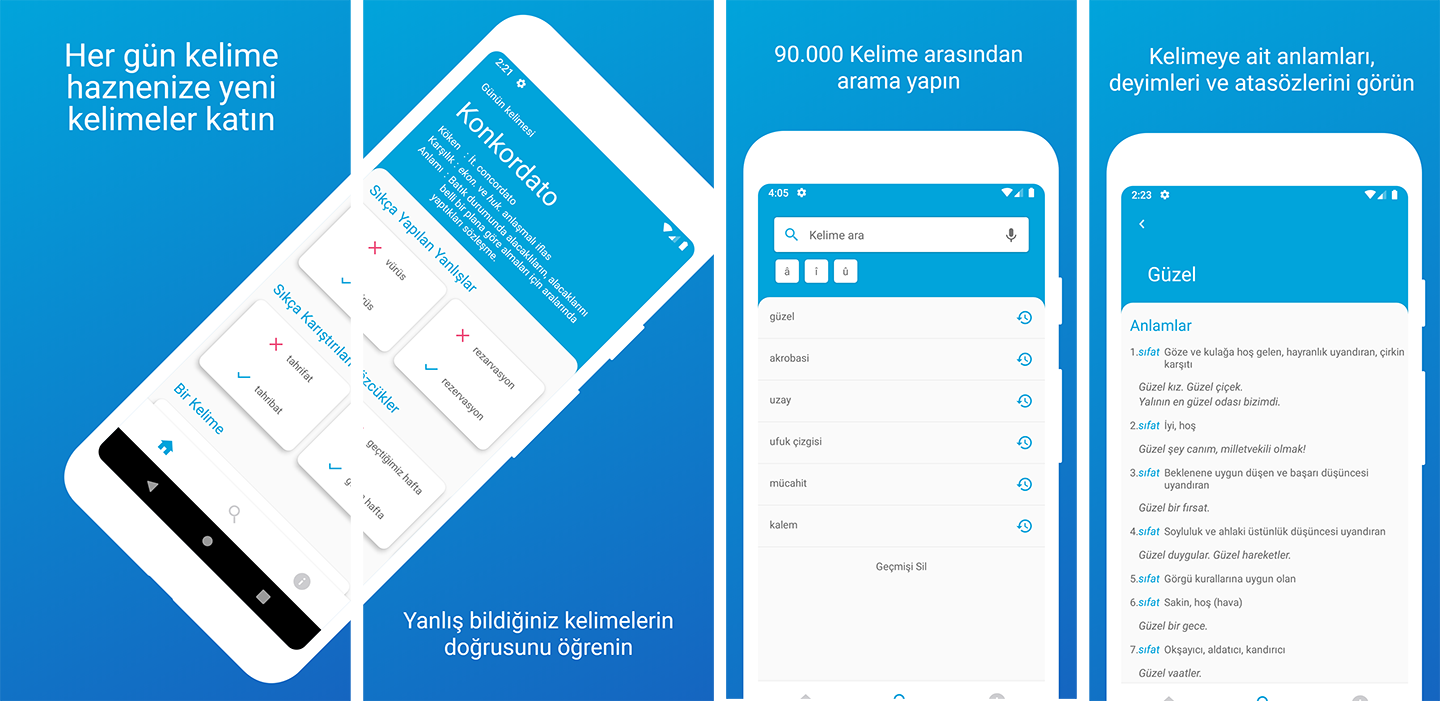 Her gün kelime
haznenize yeni
kelimeler katın
2:21
Günün kelimesi
Konkordato
Köken : İt. concordato
Karşılık : ekon. ve huk. anlaşmalı iflas
Anlamı : Batık durumunda alacaklıların, alacaklarını
belli bir plana göre almaları için aralarında
yaptıkları sözleşme.
Sıkça Yapılan Yanlışlar
vürüs
rezarvasyon
rezervasyon
Sıkça Karıştırılan
tahrifat
tahribat
geçtiğimiz hafta
hafta
Bir Kelime
Yanlış bildiğiniz kelimelerin
doğrusunu öğrenin
90.000 Kelime arasından
arama yapın
4:05
Kelime ara
â î û
güzel
akrobasi
uzay
ufuk çizgisi
mücahit
kalem
Geçmişi Sil
Kelimeye ait anlamları,
deyimleri ve atasözlerini görün
2:23
Güzel
Anlamlar
1.sıfat Göze ve kulağa hoş gelen, hayranlık uyandıran, çirkin
karşıtı
Güzel kız. Güzel çiçek.
Yalının en güzel odası bizimdi.
2.sıfat İyi, hoş
Güzel şey canım, milletvekili olmak!
3.sıfat Beklenene uygun düşen ve başarı düşüncesi
uyandıran
Güzel bir fırsat.
4.sıfat Soyluluk ve ahlaki üstünlük düşüncesi uyandıran
Güzel duygular. Güzel hareketler.
5.sıfat Görgü kurallarına uygun olan
6.sıfat Sakin, hoş (hava)
Güzel bir gece.
7.sıfat Okşayıcı, aldatıcı, kandırıcı
Güzel vaatler.